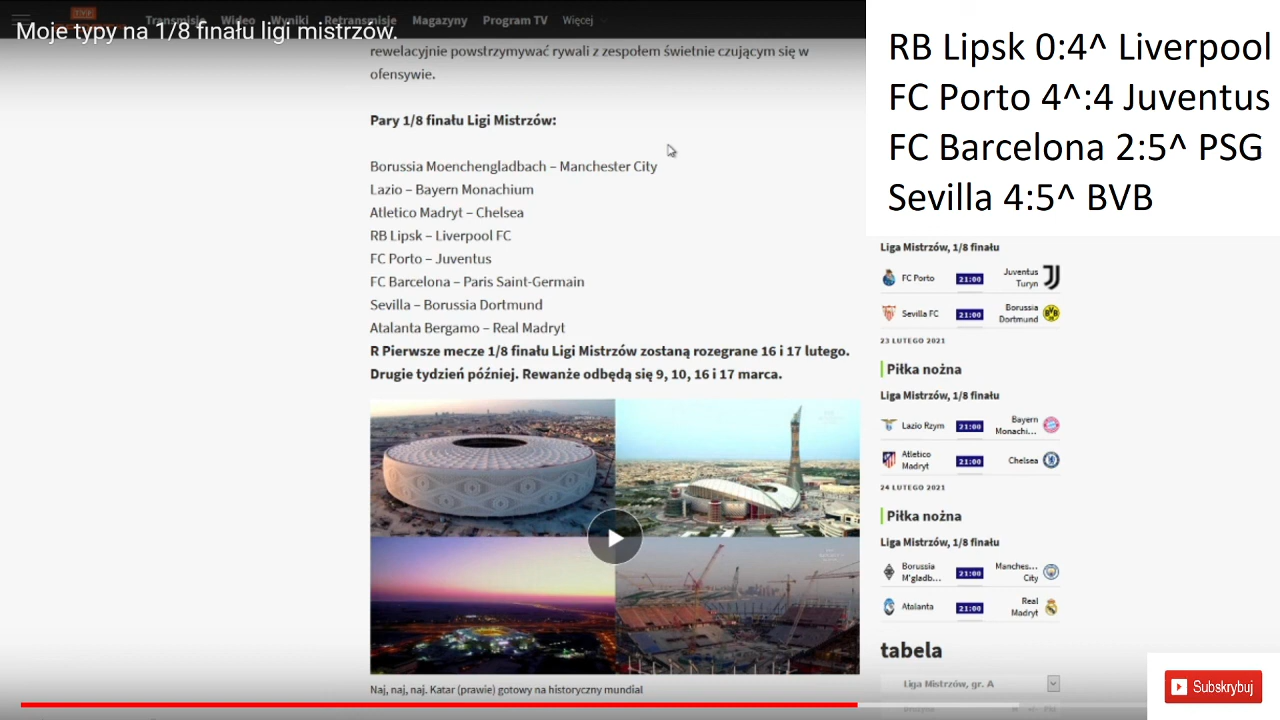 Transmisje Wideo Wyniki Retransmisje Magazyny Program TV Więcej
Moje typy na 1/8 finału ligi mistrzów.
rewelacyjnie powstrzymywać rywali z zespołem świetnie czującym się w
ofensywie.
Pary 1/8 finału Ligi Mistrzów:
Borussia Moenchengladbach – Manchester City
Lazio – Bayern Monachium
Atletico Madryt – Chelsea
RB Lipsk – Liverpool FC
FC Porto – Juventus
FC Barcelona – Paris Saint-Germain
Sevilla – Borussia Dortmund
Atalanta Bergamo – Real Madryt
R Pierwsze mecze 1/8 finału Ligi Mistrzów zostaną rozegrane 16 i 17 lutego.
Drugie tydzień później. Rewanże odbędą się 9, 10, 16 i 17 marca.
Naj, naj, naj. Katar (prawie) gotowy na historyczny mundial
RB Lipsk 0:4^ Liverpool
FC Porto 4^:4 Juventus
FC Barcelona 2:5^ PSG
Sevilla 4:5^ BVB
Liga Mistrzów, 1/8 finału
FC Porto 21:00 Juventus Turyn
Sevilla FC 21:00 Borussia Dortmund
23 LUTEGO 2021
Piłka nożna
Liga Mistrzów, 1/8 finału
Lazio Rzym 21:00 Bayern Monachi...
Atletico Madryt 21:00 Chelsea
24 LUTEGO 2021
Piłka nożna
Liga Mistrzów, 1/8 finału
Borussia M'gladb... 21:00 Manches... City
Atalanta 21:00 Real Madryt
tabela
Liga Mistrzów, gr. A
Subskrybuj